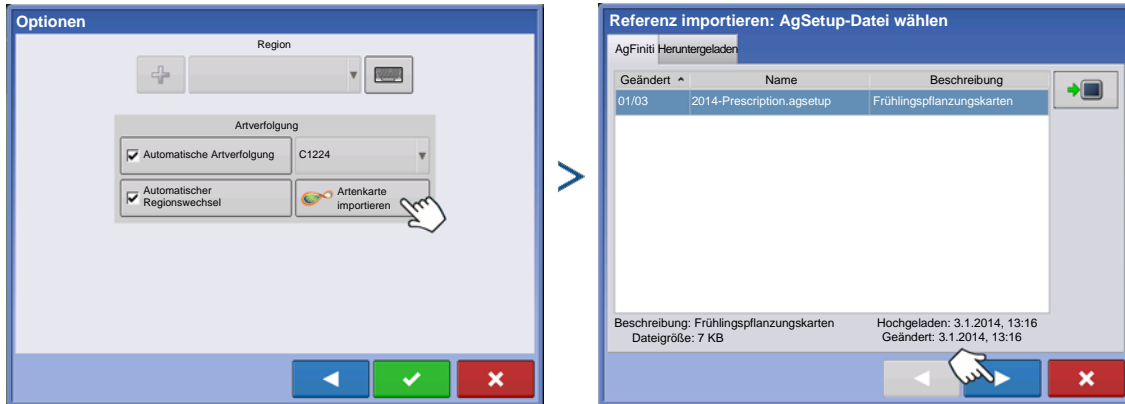 Optionen
Region
Artverfolgung
Automatische Artverfolgung
C1224
Automatischer
Regionswechsel
Artenkarte
importieren
>
Referenz importieren: AgSetup-Datei wählen
AgFiniti Heruntergeladen
Geändert Name Beschreibung
01/03 2014-Prescription.agsetup Frühlingspflanzungskarten
Beschreibung: Frühlingspflanzungskarten Hochgeladen: 3.1.2014, 13:16
Dateigröße: 7 KB Geändert: 3.1.2014, 13:16